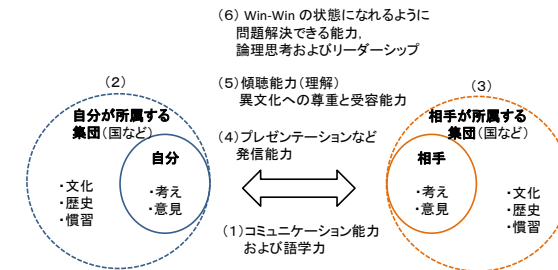 (6) Win-Win の状態になれるように
問題解決できる能力,
論理思考およびリーダーシップ
(2)
自分が所属する
集団(国など)
自分
・文化
・歴史
・慣習
・考え
・意見
(5)傾聴能力(理解)
異文化への尊重と受容能力
(4)プレゼンテーションなど
発信能力
(1)コミュニケーション能力
および語学力
(3)
相手が所属する
集団(国など)
相手
・考え
・意見
・文化
・歴史
・慣習